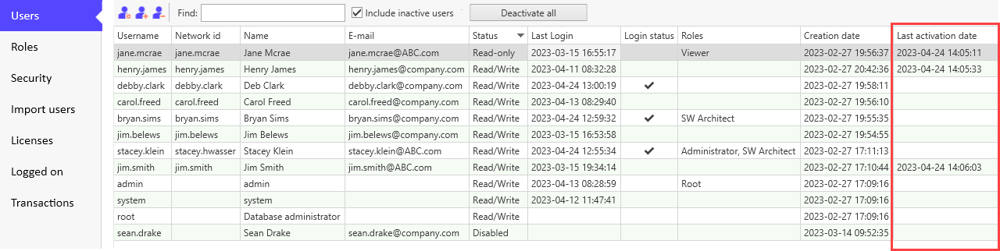 Users
Roles
Security
Import users
Licenses
Logged on
Transactions
Find: Include inactive users Deactivate all
Username Network id Name E-mail Status Last Login Login status Roles Creation date Last activation date
jane.mcrae jane.mcrae Jane Mcrae jane.mcrae@ABC.com Read-only 2023-03-15 16:55:17 Viewer 2023-02-27 19:56:37 2023-04-24 14:05:11
henry.james henry.james Henry James henry.james@company.com Read/Write 2023-04-11 08:32:28 2023-02-27 20:42:36 2023-04-24 14:05:33
debby.clark debby.clark Deb Clark debby.clark@company.com Read/Write 2023-04-24 13:00:19 ✔ 2023-02-27 19:58:11
carol.freed carol.freed Carol Freed carol.freed@company.com Read/Write 2023-04-13 08:29:40 2023-02-27 19:56:10
bryan.sims bryan.sims Bryan Sims bryan.sims@company.com Read/Write 2023-04-24 12:59:32 ✔ SW Architect 2023-02-27 19:55:35
jim.belews jim.belews Jim Belews jim.belews@company.com Read/Write 2023-03-15 16:53:58 2023-02-27 19:54:55
stacey.klein stacey.hwasser Stacey Klein stacey.klein@ABC.com Read/Write 2023-04-24 12:55:34 ✔ Administrator, SW Architect 2023-02-27 17:11:13
jim.smith jim.smith Jim Smith jim.smith@ABC.com Read/Write 2023-03-15 19:34:14 2023-02-27 17:10:44 2023-04-24 14:06:03
admin admin Read/Write 2023-04-13 08:28:59 Root 2023-02-27 17:09:16
system system Read/Write 2023-04-12 11:47:41 2023-02-27 17:09:16
root Database administrator Read/Write 2023-02-27 17:09:16
sean.drake Sean Drake sean.drake@company.com Disabled 2023-03-14 09:52:35